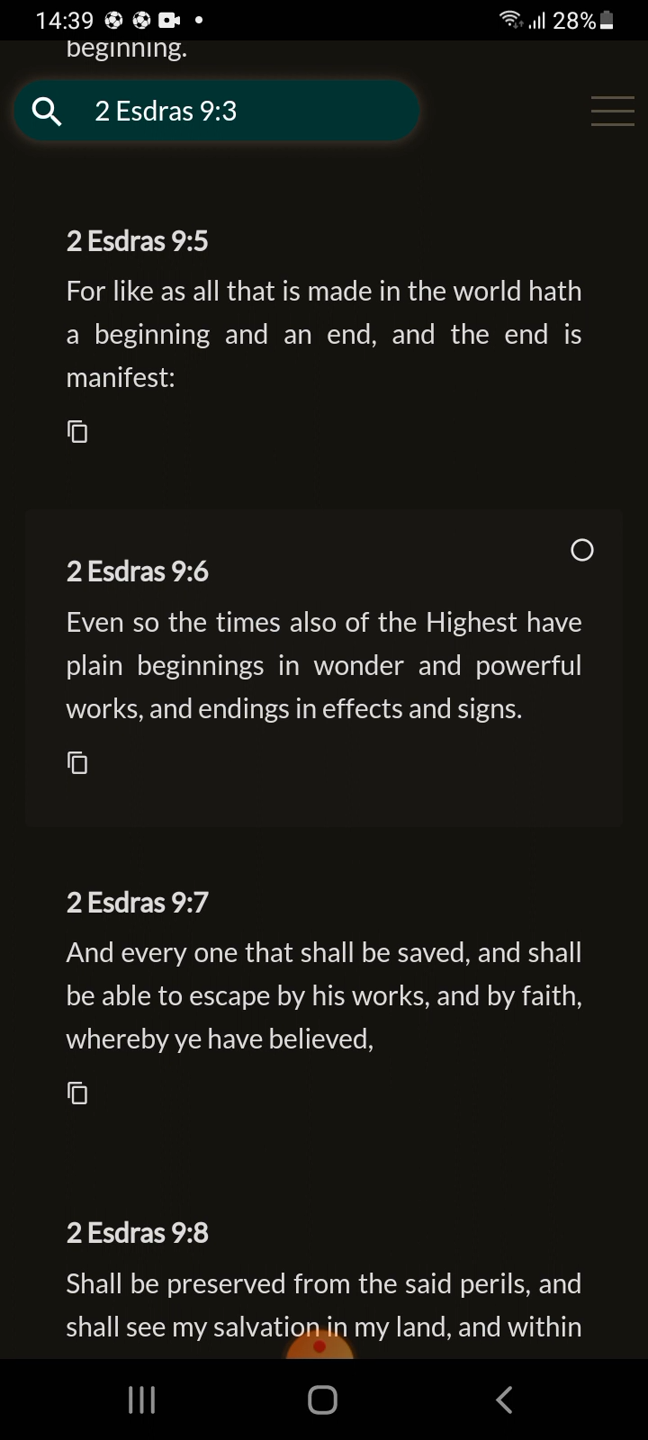 14:39
28%
beginning.
2 Esdras 9:3
2 Esdras 9:5
For like as all that is made in the world hath
a beginning and an end, and the end is
manifest:
2 Esdras 9:6
Even so the times also of the Highest have
plain beginnings in wonder and powerful
works, and endings in effects and signs.
2 Esdras 9:7
And every one that shall be saved, and shall
be able to escape by his works, and by faith,
whereby ye have believed,
2 Esdras 9:8
Shall be preserved from the said perils, and
shall see my salvation in my land, and within